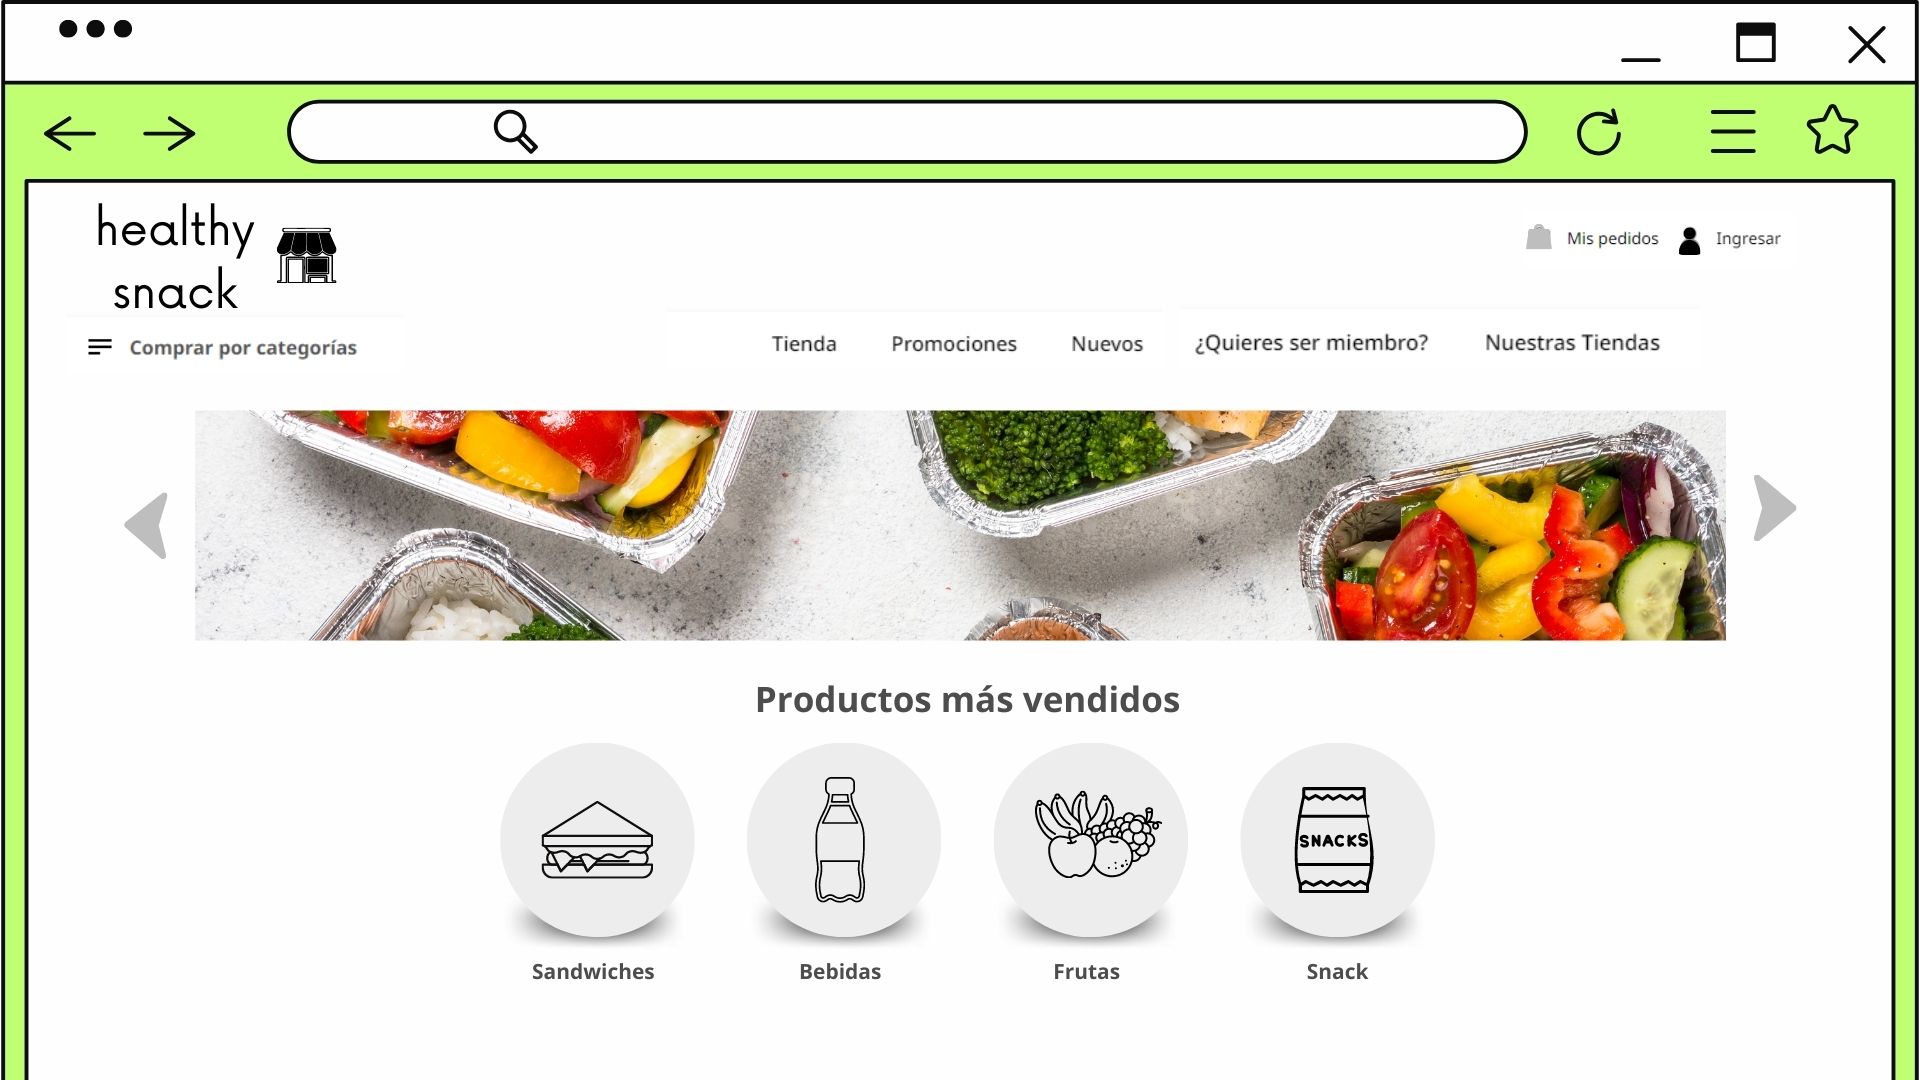 healthy
snack
Mis pedidos
Ingresar
Comprar por categorías
Tienda
Promociones
Nuevos
¿Quieres ser miembro?
Nuestras Tiendas
Productos más vendidos
SNACKS
Sandwiches
Bebidas
Frutas
Snack